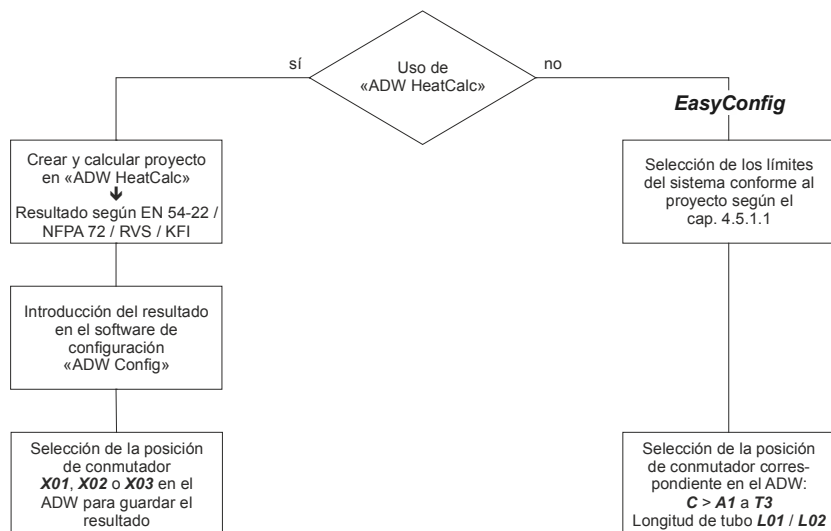 Uso de
«ADW HeatCalc»
sí
no
EasyConfig
Crear y calcular proyecto
en «ADW HeatCalc»
🡻
Resultado según EN 54-22 /
NFPA 72 / RVS / KFI
Selección de los límites
del sistema conforme al
proyecto según el
cap. 4.5.1.1
Introducción del resultado
en el software de
configuración
«ADW Config»
Selección de la posición
de conmutador
X01, X02 o X03 en el
ADW para guardar el
resultado
Selección de la posición
de conmutador corres-
pondiente en el ADW:
C > A1 a T3
Longitud de tubo L01 / L02